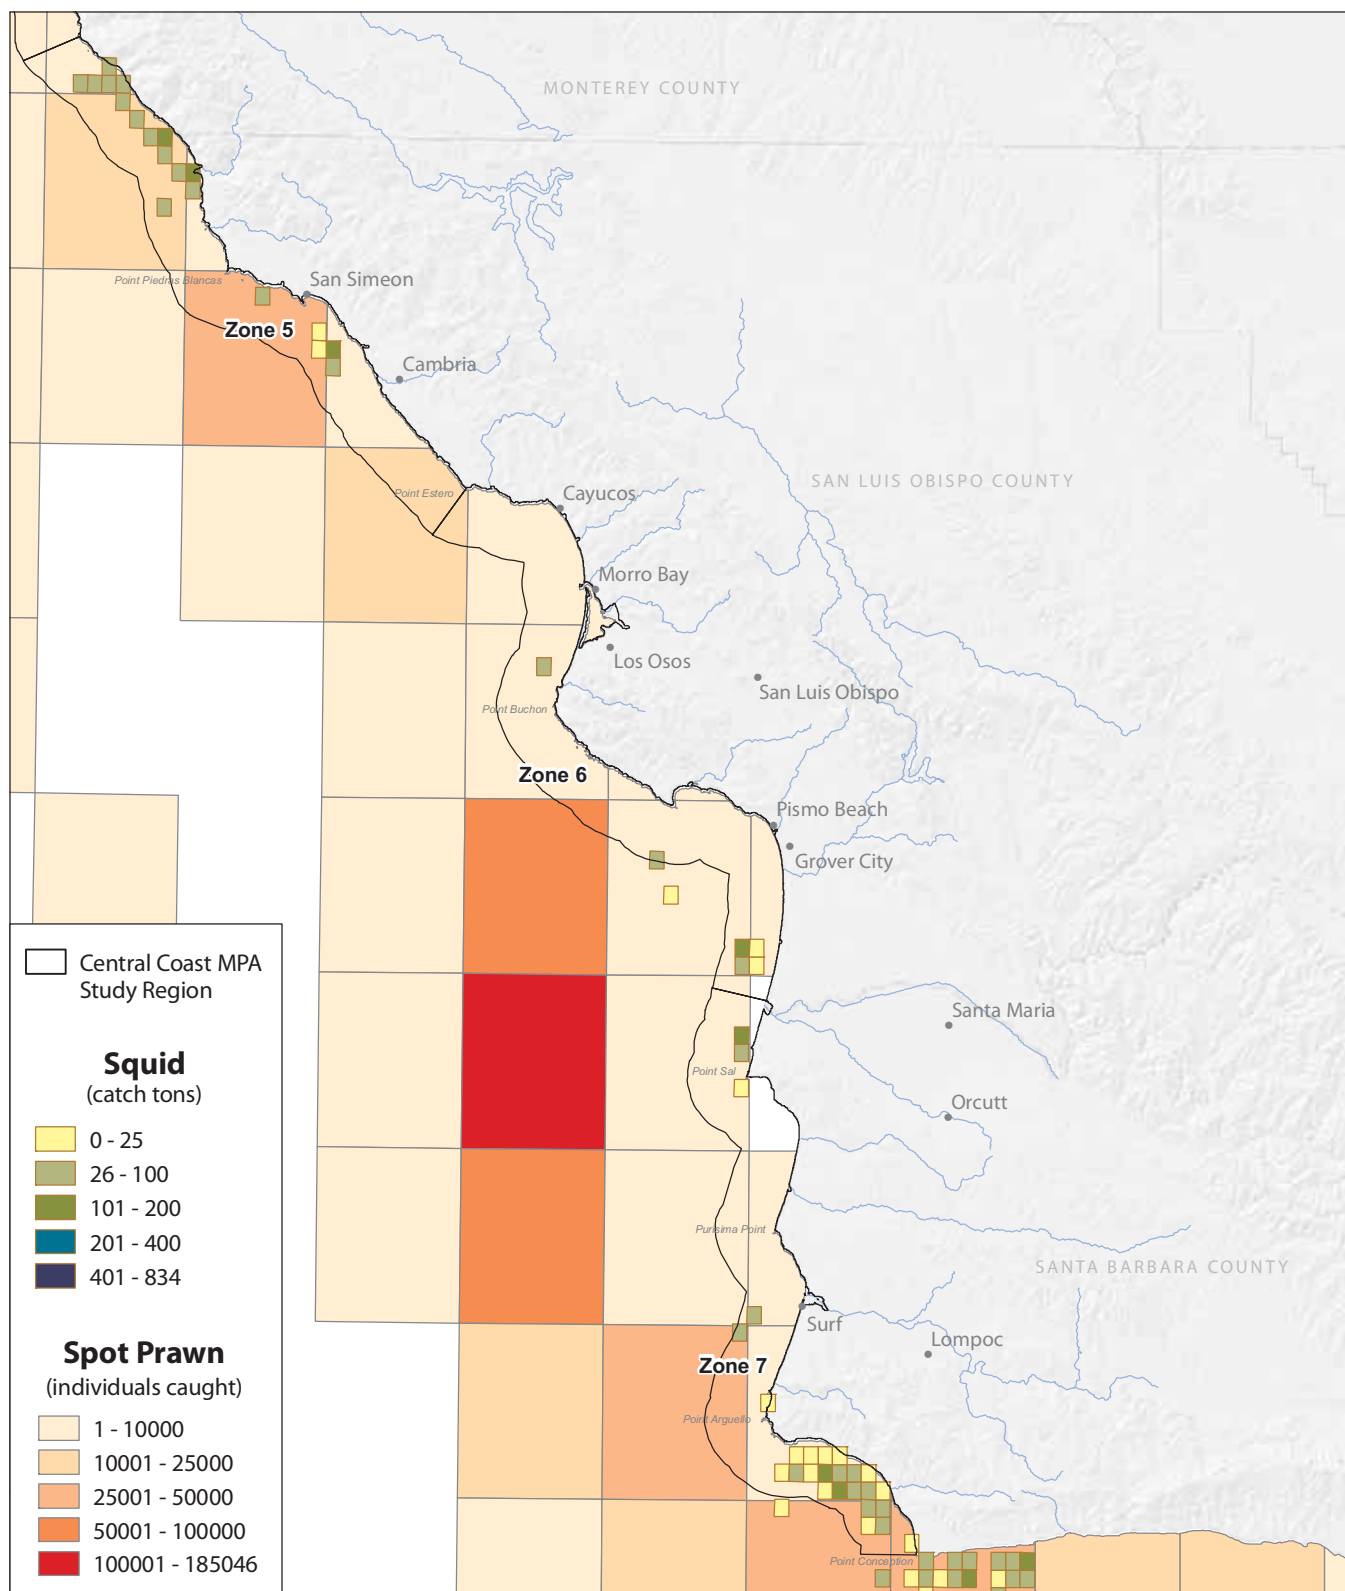 MONTEREY COUNTY
Point Piedras Blancas
San Simeon
Zone 5
Cambria
SAN LUIS OBISPO COUNTY
Point Estero
Cayucos
Morro Bay
Los Osos
San Luis Obispo
Point Buchon
Zone 6
Pismo Beach
Grover City
Santa Maria
Point Sal
Orcutt
Purisima Point
SANTA BARBARA COUNTY
Surf
Lompoc
Zone 7
Point Arguello
Point Conception
Central Coast MPA
Study Region
Squid
(catch tons)
0 - 25
26 - 100
101 - 200
201 - 400
401 - 834
Spot Prawn
(individuals caught)
1 - 10000
10001 - 25000
25001 - 50000
50001 - 100000
100001 - 185046